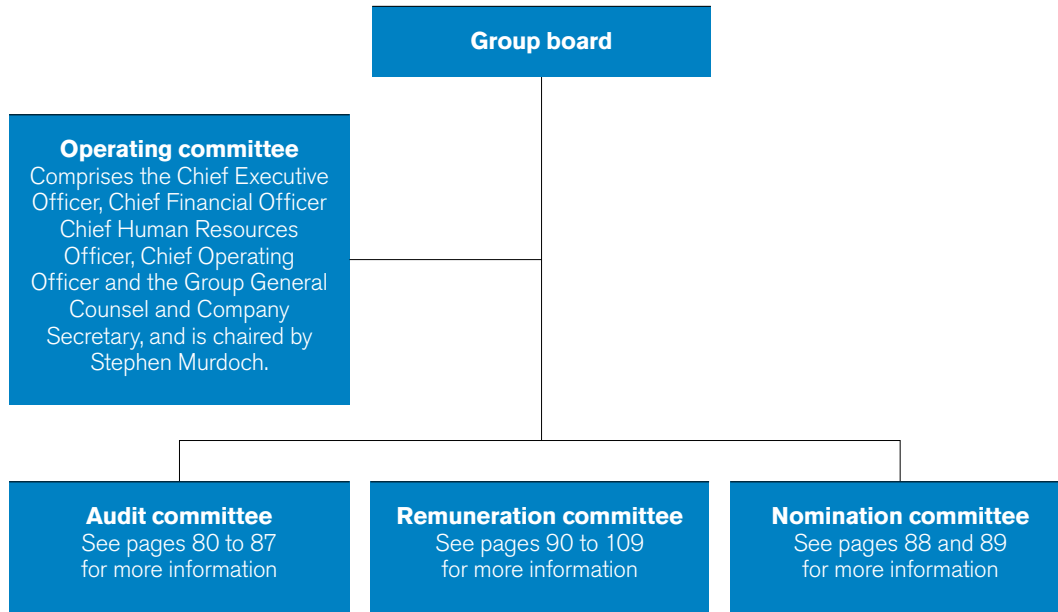 Group board
Operating committee
Comprises the Chief Executive
Officer, Chief Financial Officer
Chief Human Resources
Officer, Chief Operating
Officer and the Group General
Counsel and Company
Secretary, and is chaired by
Stephen Murdoch.
Audit committee
See pages 80 to 87
for more information
Remuneration committee
See pages 90 to 109
for more information
Nomination committee
See pages 88 and 89
for more information